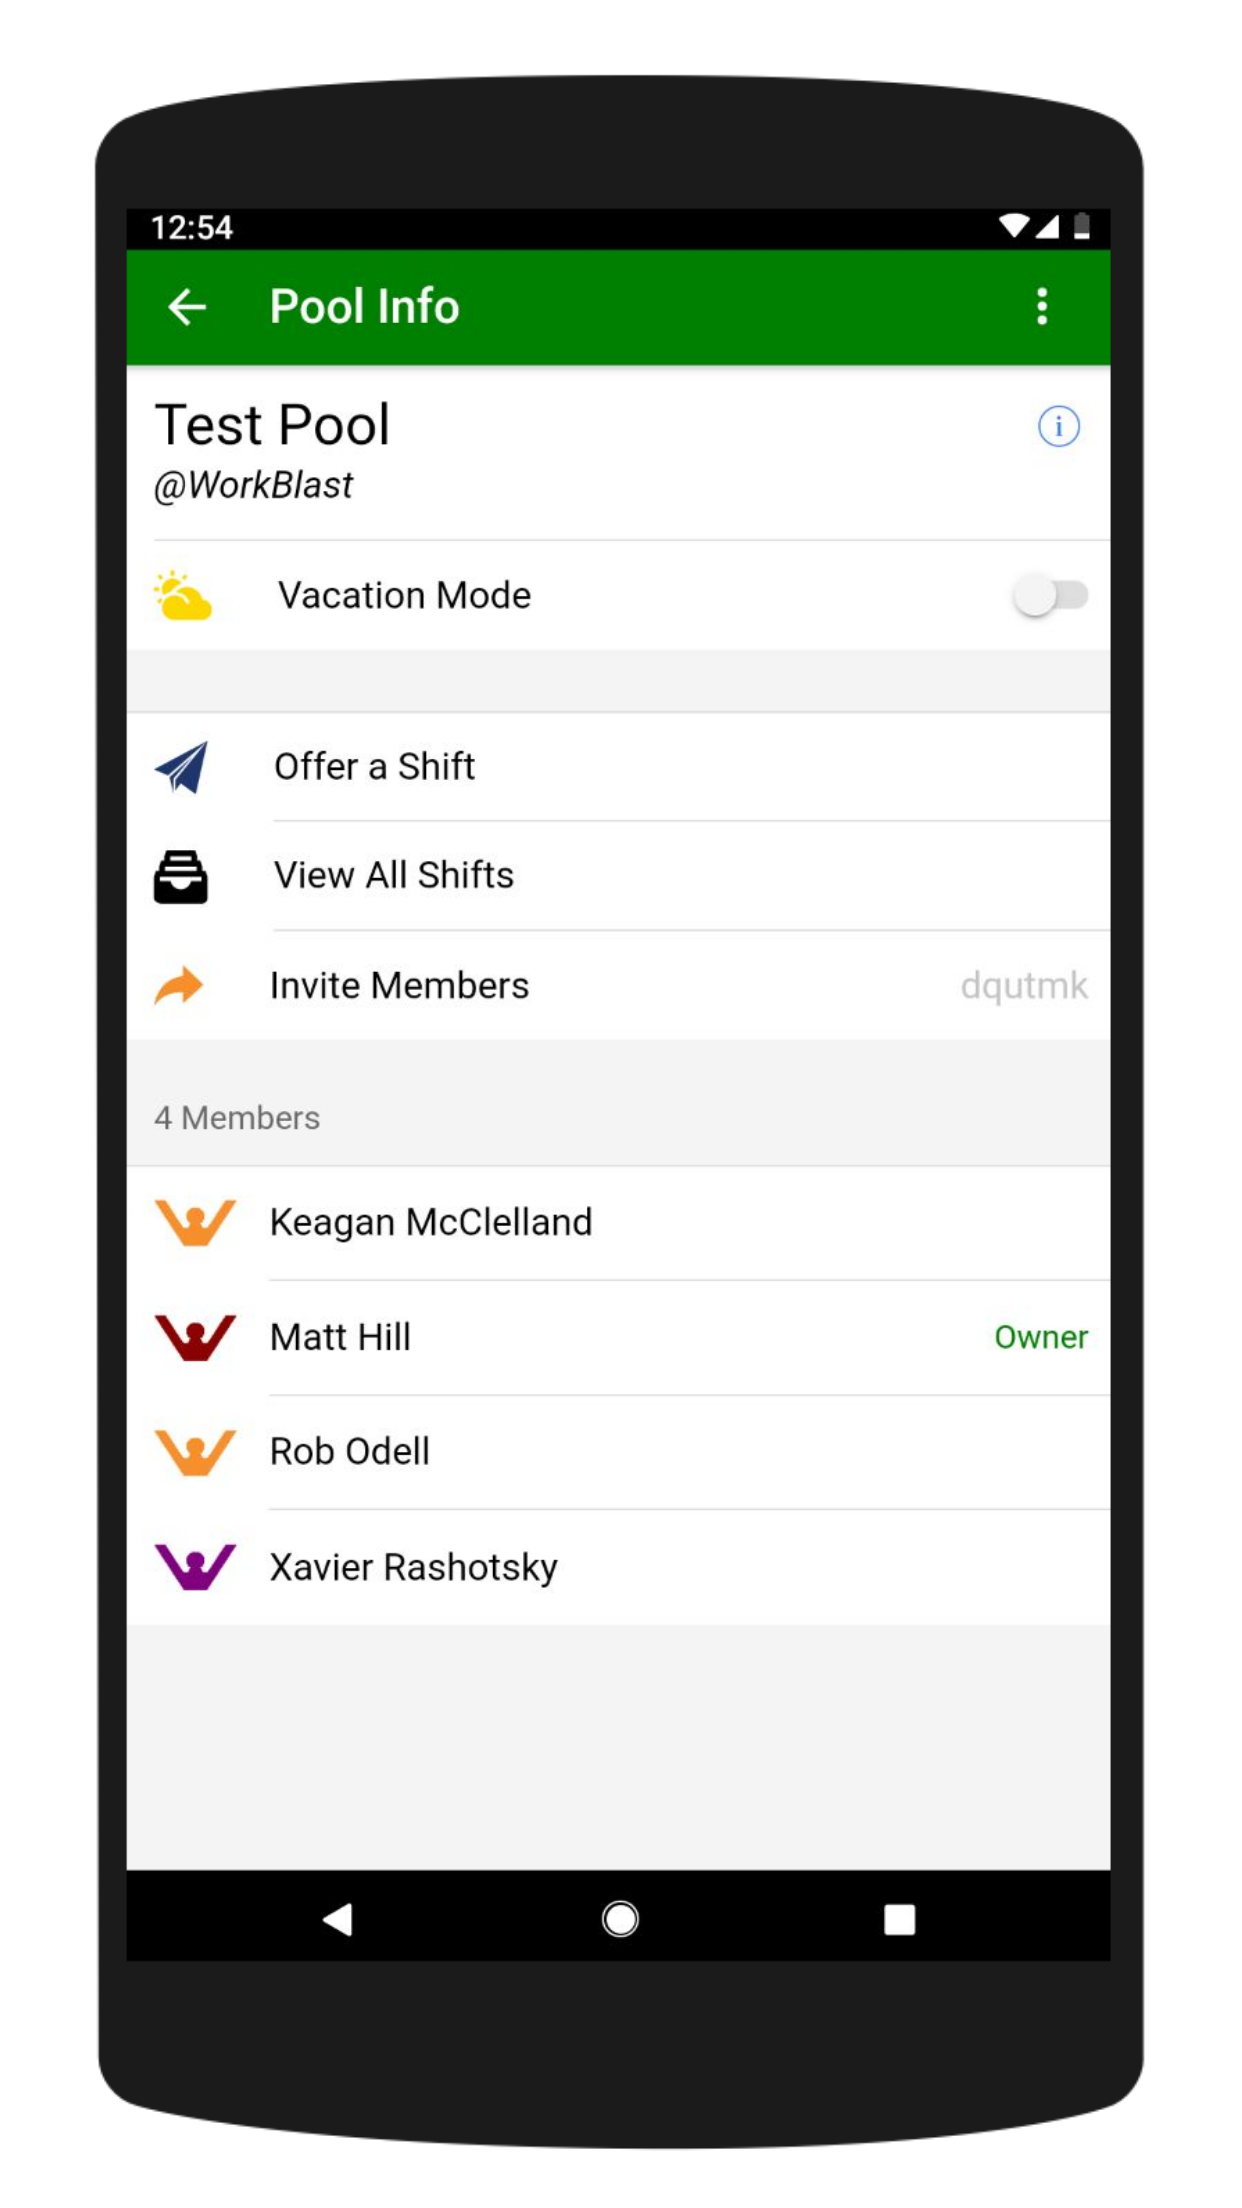 12:54
Pool Info
Test Pool
@WorkBlast
Vacation Mode
Offer a Shift
View All Shifts
Invite Members dqutmk
4 Members
Keagan McClelland
Matt Hill Owner
Rob Odell
Xavier Rashotsky